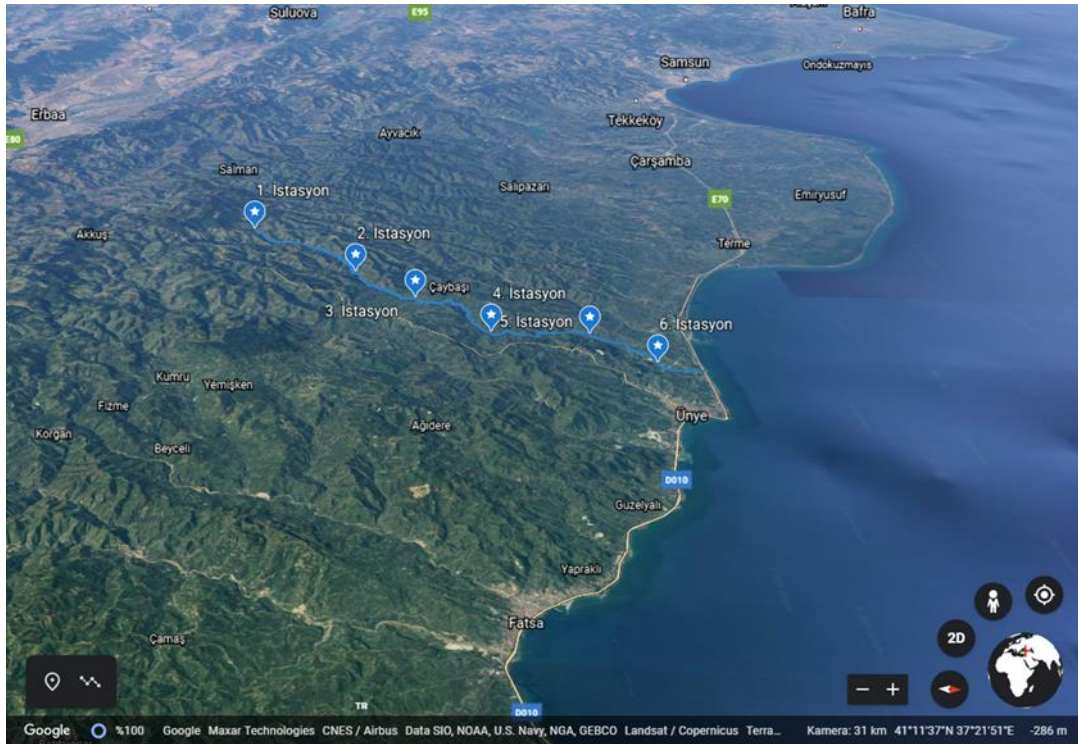 E95
Suluova
Bafra
Ondokuzmayıs
Samsun
Erbaa
E80
Tekkeköy
Ayvacık
Çarşamba
Salman
Salıpazarı
1. İstasyon
E70
Emiryusuf
Akkuş
2. İstasyon
Terme
Çaybaşı
4. İstasyon
3. İstasyon
5. İstasyon
6. İstasyon
Kumru
Yemişken
Fizme
Ünye
Korgan
Ağıdere
Beyceli
D010
Güzelyalı
Yapraklı
Fatsa
Çamaş
2D
TR
D010
Google %100 Google Maxar Technologies CNES / Airbus Data SIO, NOAA, U.S. Navy, NGA, GEBCO Landsat / Copernicus Terra... Kamera: 31 km 41°11'37"N 37°21'51"E -286 m